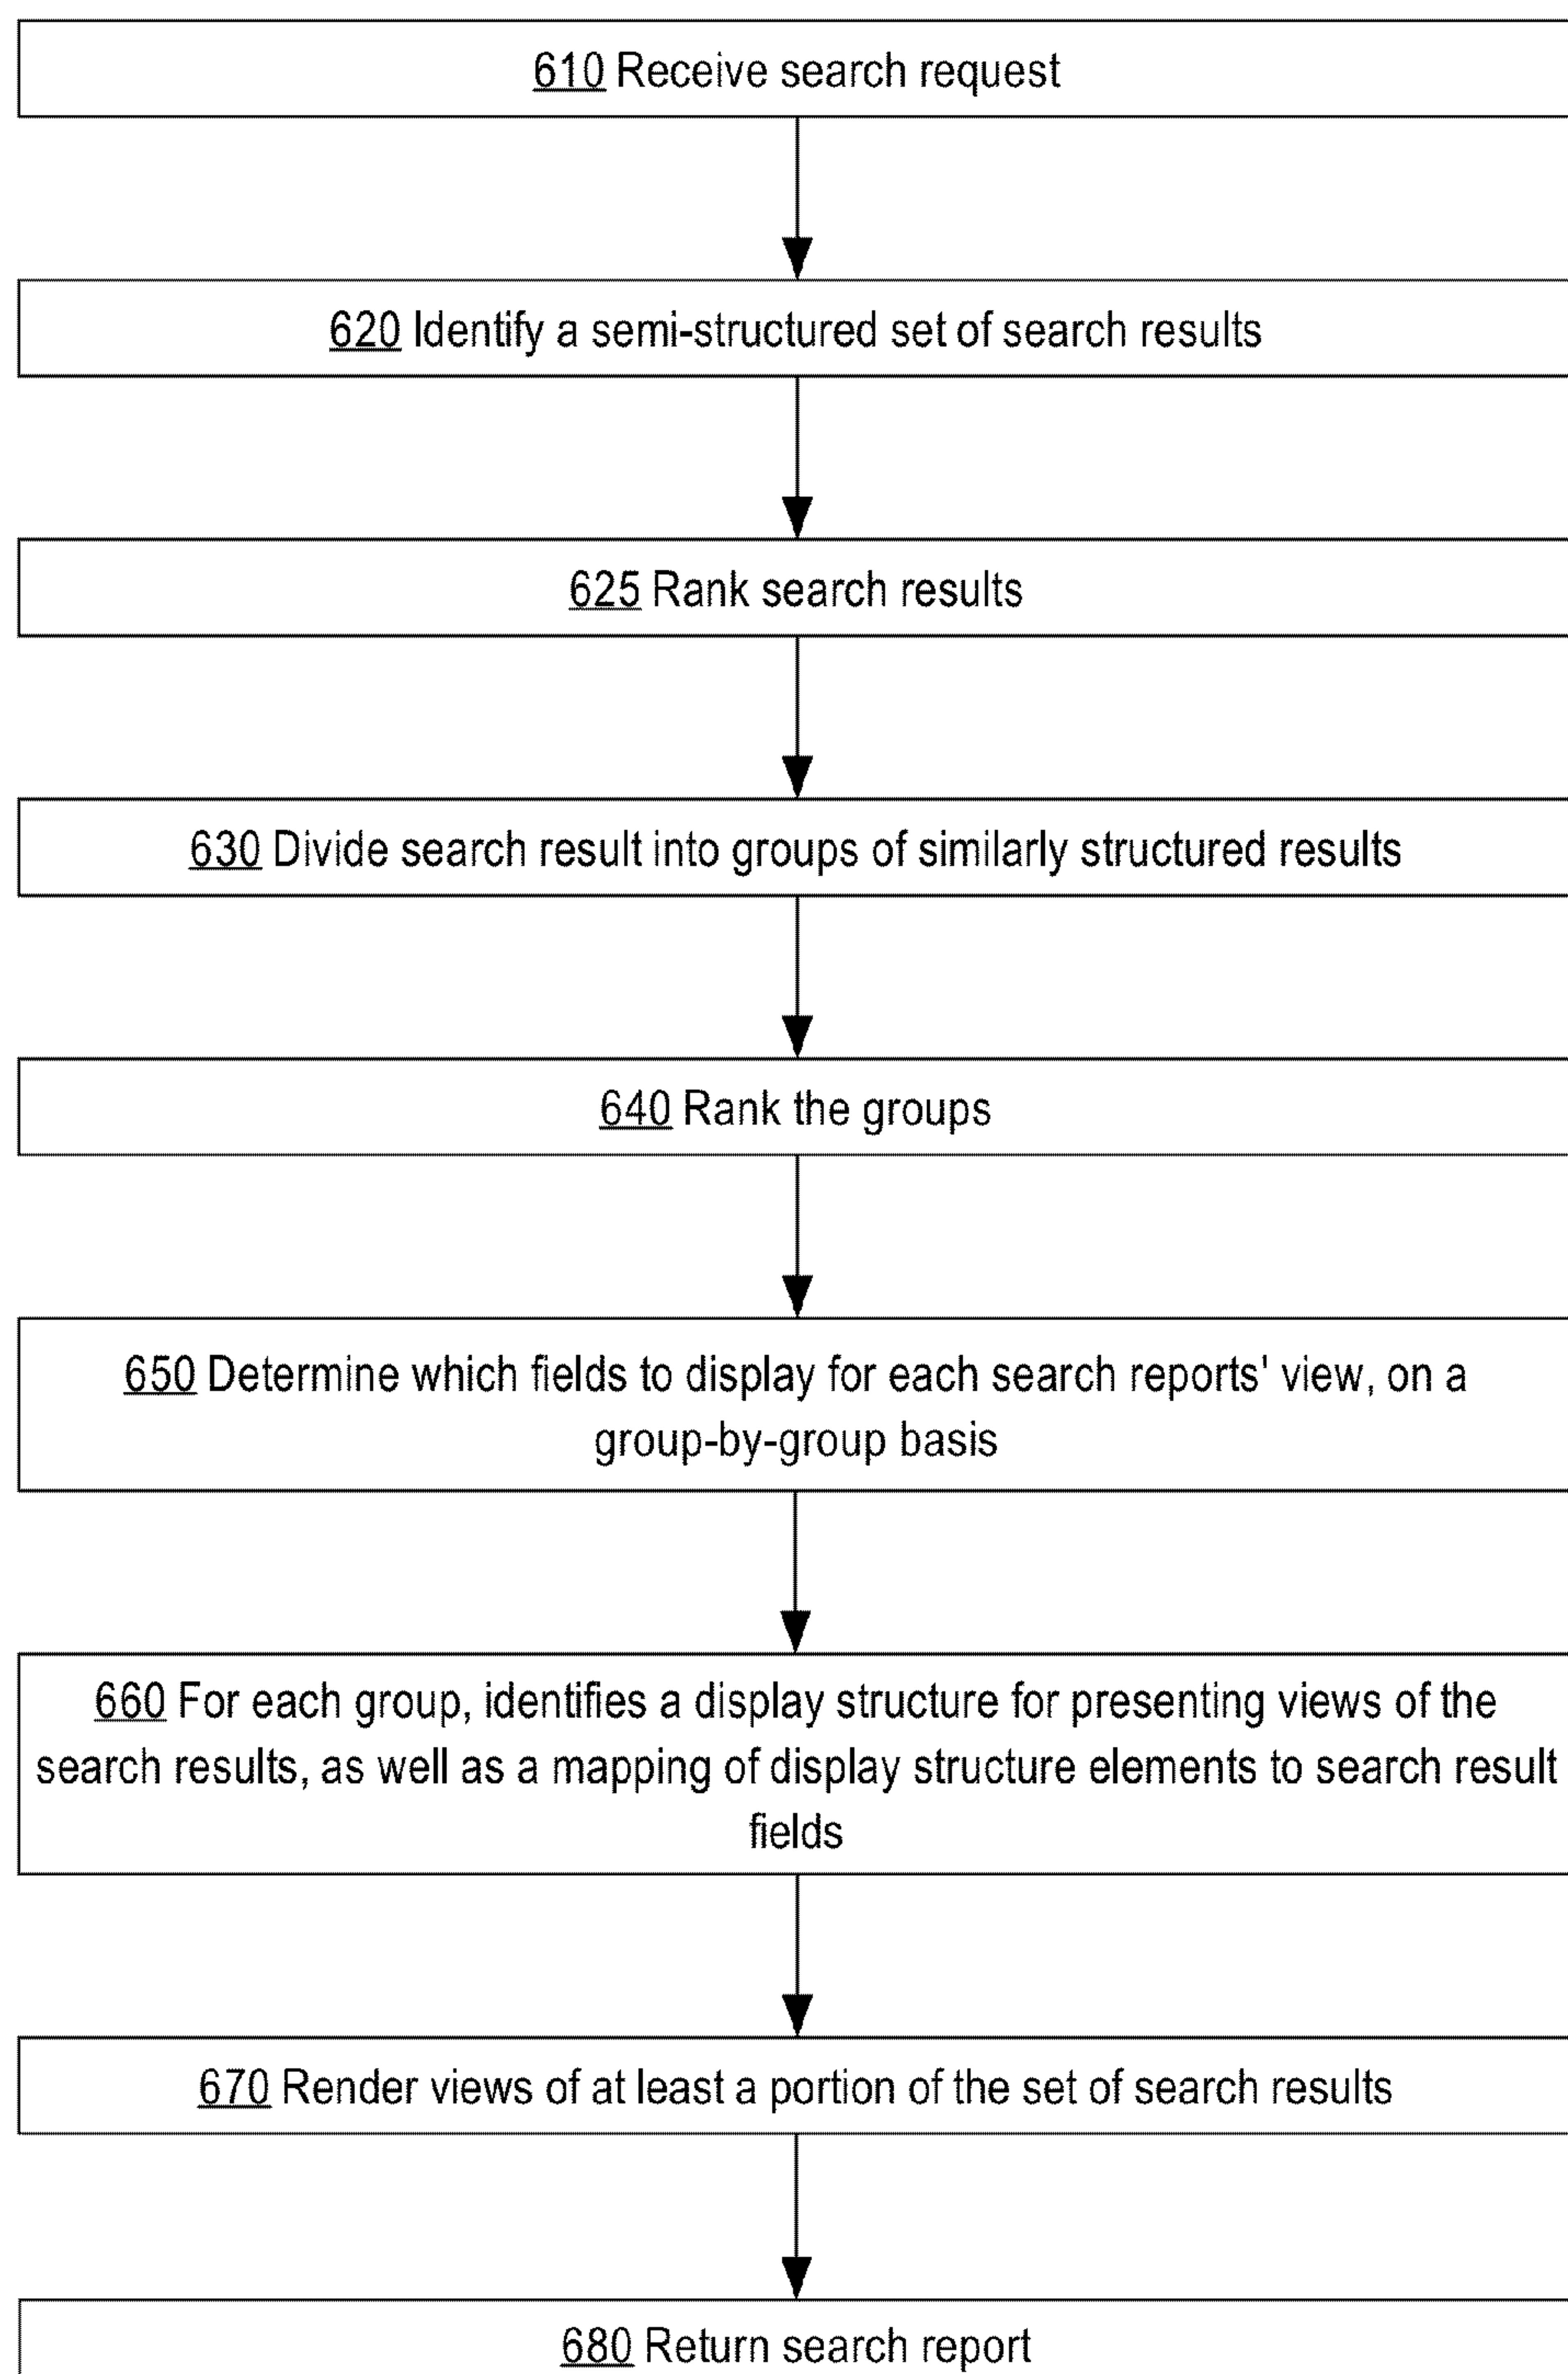 610 Receive search request
620 Identify a semi-structured set of search results
625 Rank search results
630 Divide search result into groups of similarly structured results
640 Rank the groups
650 Determine which fields to display for each search reports' view, on a
group-by-group basis
660 For each group, identifies a display structure for presenting views of the
search results, as well as a mapping of display structure elements to search result
fields
670 Render views of at least a portion of the set of search results
680 Return search report